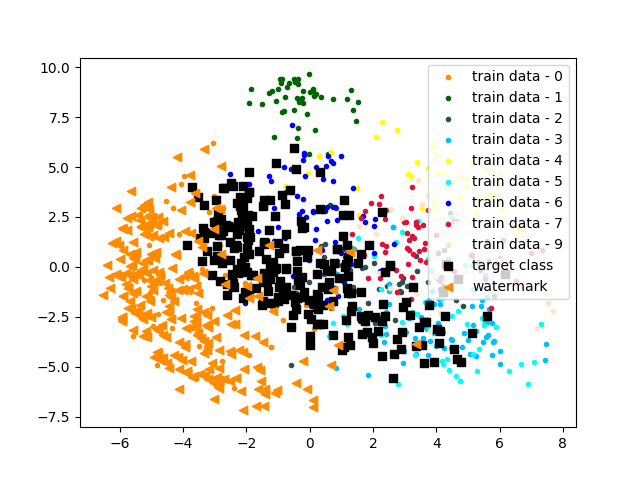 10.0
7.5
5.0
2.5
0.0
−2.5
−5.0
−7.5
−6
−4
−2
0
2
4
6
8
train data - 0
train data - 1
train data - 2
train data - 3
train data - 4
train data - 5
train data - 6
train data - 7
train data - 9
target class
watermark